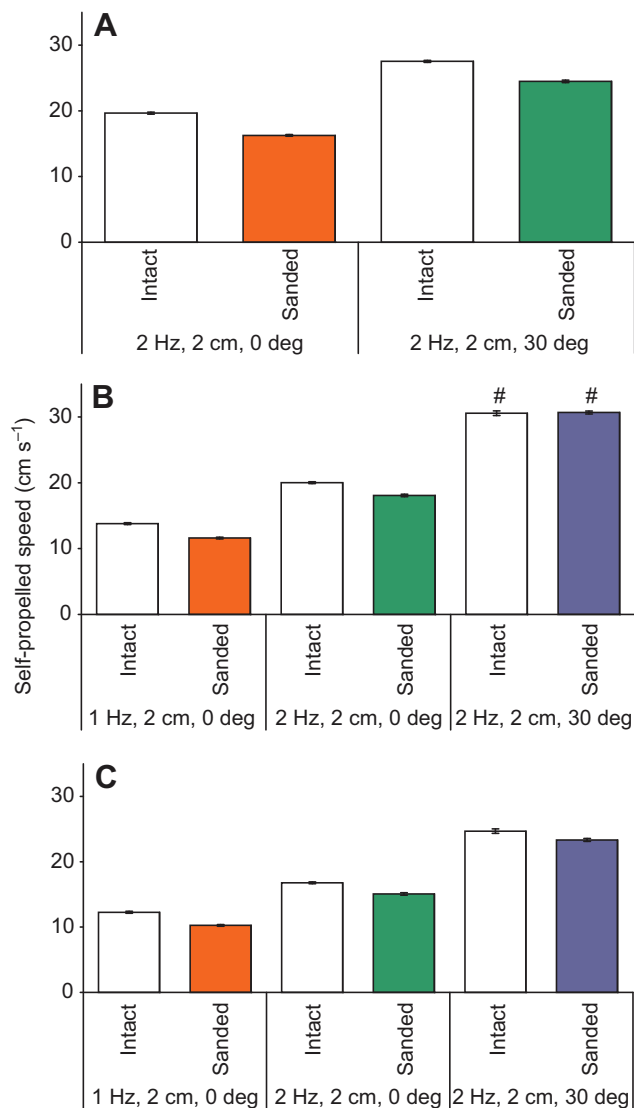 A
30
20
10
0
Intact
Sanded
Intact
Sanded
2 Hz, 2 cm, 0 deg
2 Hz, 2 cm, 30 deg
Self-propelled speed (cm s⁻¹)
B
#
#
30
20
10
0
Intact
Sanded
Intact
Sanded
Intact
Sanded
1 Hz, 2 cm, 0 deg
2 Hz, 2 cm, 0 deg
2 Hz, 2 cm, 30 deg
C
30
20
10
0
Intact
Sanded
Intact
Sanded
Intact
Sanded
1 Hz, 2 cm, 0 deg
2 Hz, 2 cm, 0 deg
2 Hz, 2 cm, 30 deg